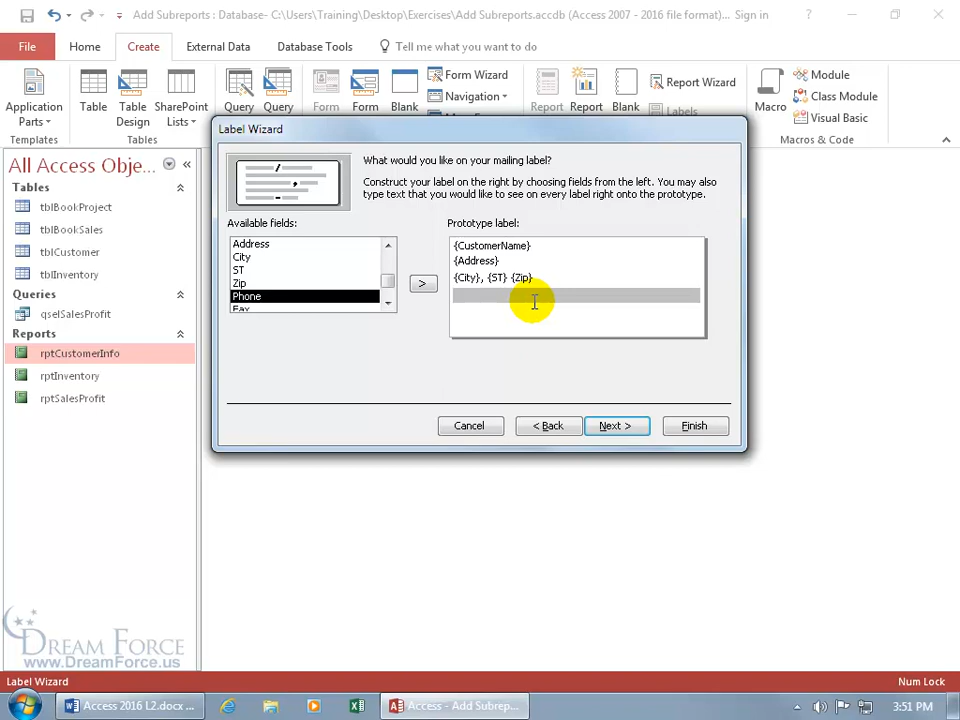 Add Subreports : Database- C:\Users\Training\Desktop\Exercises\Add Subreports.accdb (Access 2007 - 2016 file format)... Sign in
File Home Create External Data Database Tools Tell me what you want to do
Application Parts
Templates
Table
Table Design
SharePoint Lists
Tables
Query
Query
Form
Form
Blank
Form Wizard
Navigation
Report
Report
Blank
Report Wizard
Labels
Macro
Module
Class Module
Visual Basic
Macros & Code
All Access Obje...
Tables
tblBookProject
tblBookSales
tblCustomer
tblInventory
Queries
qselSalesProfit
Reports
rptCustomerInfo
rptInventory
rptSalesProfit
Label Wizard
What would you like on your mailing label?
Construct your label on the right by choosing fields from the left. You may also
type text that you would like to see on every label right onto the prototype.
Available fields:
Address
City
ST
Zip
Phone
Fax
>
Prototype label:
{CustomerName}
{Address}
{City}, {ST} {Zip}
Cancel < Back Next > Finish
DREAM FORCE
www.DreamForce.us
Label Wizard Num Lock
Access 2016 L2.docx ... Access - Add Subrep... 3:51 PM